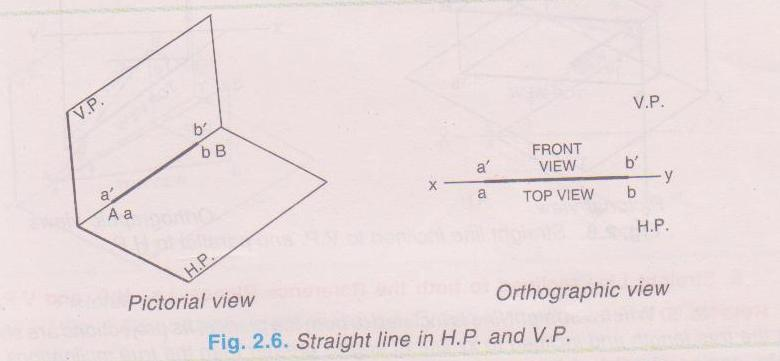 V.P.
b'
b B
a'
A a
H.P.
Pictorial view
V.P.
FRONT
a' VIEW b'
x y
a TOP VIEW b
H.P.
Orthographic view
Fig. 2.6. Straight line in H.P. and V.P.